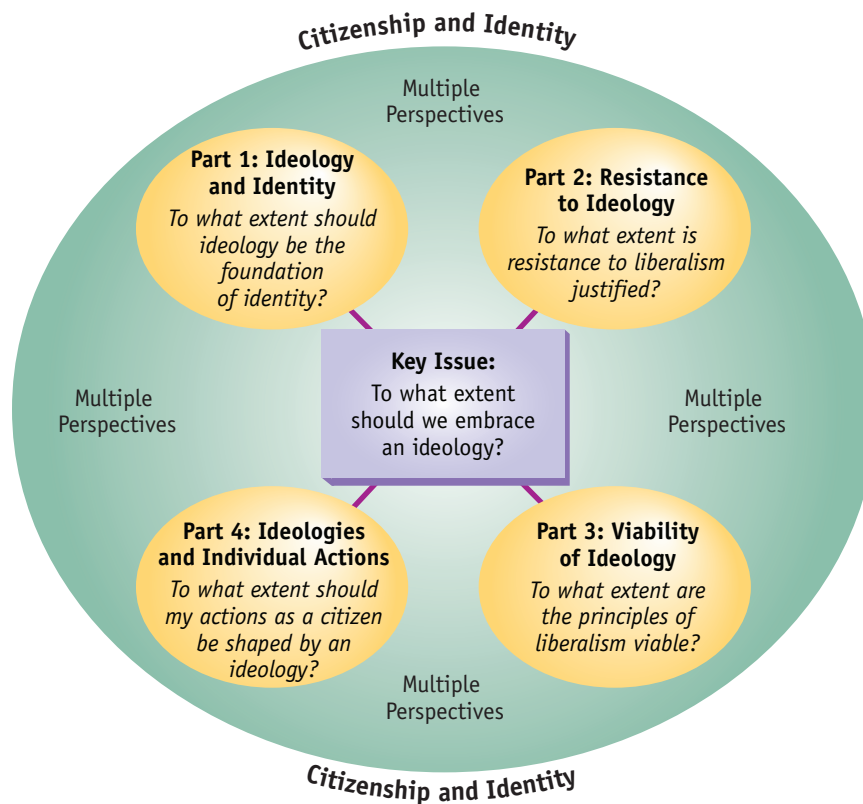 Citizenship and Identity
Multiple
Perspectives
Part 1: Ideology
and Identity
To what extent should
ideology be the
foundation
of identity?
Part 2: Resistance
to Ideology
To what extent is
resistance to liberalism
justified?
Multiple
Perspectives
Key Issue:
To what extent
should we embrace
an ideology?
Multiple
Perspectives
Part 4: Ideologies
and Individual Actions
To what extent should
my actions as a citizen
be shaped by an
ideology?
Part 3: Viability
of Ideology
To what extent are
the principles of
liberalism viable?
Multiple
Perspectives
Citizenship and Identity